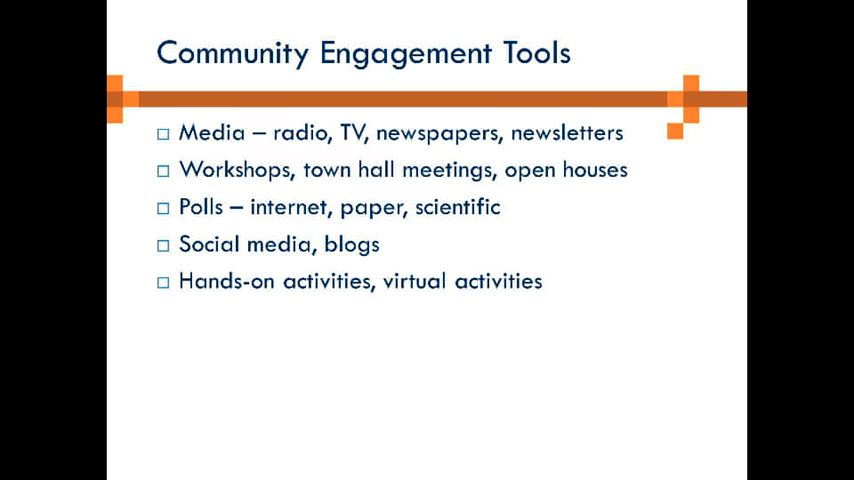 Community Engagement Tools
Media – radio, TV, newspapers, newsletters
Workshops, town hall meetings, open houses
Polls – internet, paper, scientific
Social media, blogs
Hands-on activities, virtual activities